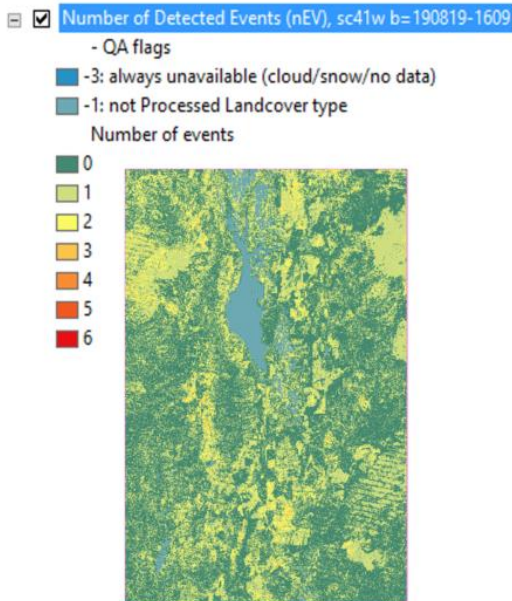 Number of Detected Events (nEV), sc41w b=190819-1609
- QA flags
-3: always unavailable (cloud/snow/no data)
-1: not Processed Landcover type
Number of events
0
1
2
3
4
5
6